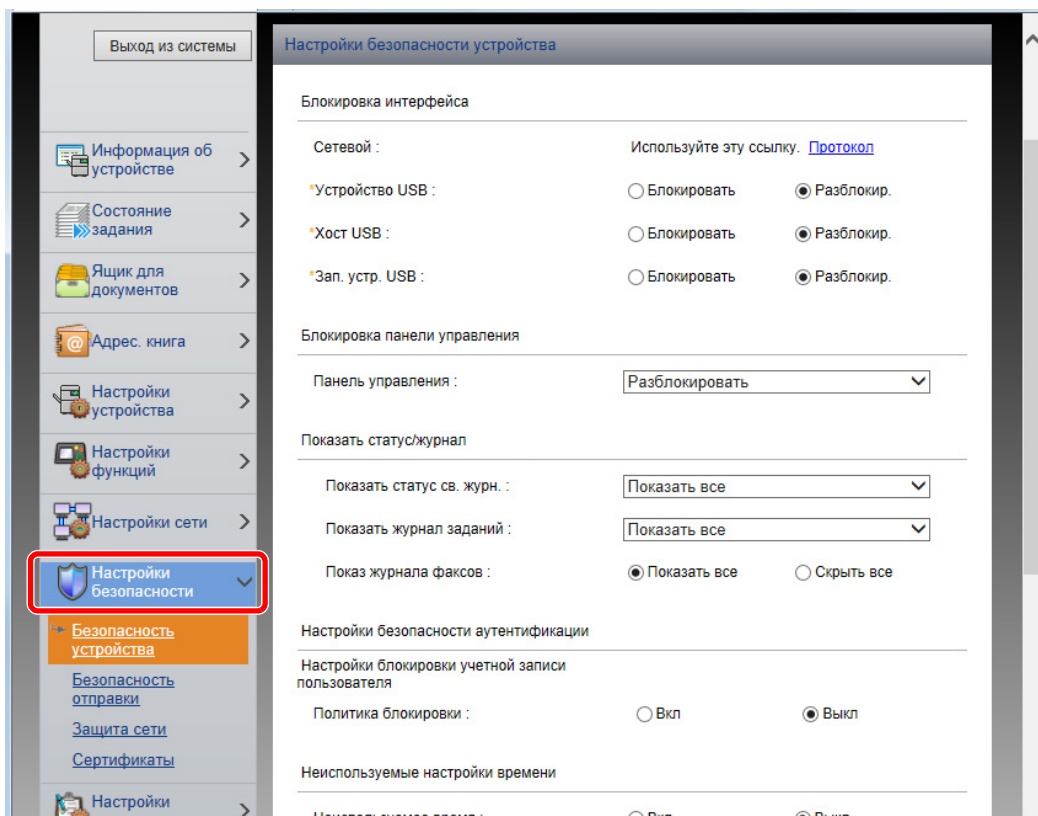 Выход из системы
Информация об
устройстве
Состояние
задания
Ящик для
документов
Адрес. книга
Настройки
устройства
Настройки
функций
Настройки сети
Настройки
безопасности
Безопасность
устройства
Безопасность
отправки
Защита сети
Сертификаты
Настройки
Настройки безопасности устройства
Блокировка интерфейса
Сетевой : Используйте эту ссылку. Протокол
*Устройство USB : Блокировать Разблокир.
*Хост USB : Блокировать Разблокир.
*Зап. устр. USB : Блокировать Разблокир.
Блокировка панели управления
Панель управления : Разблокировать
Показать статус/журнал
Показать статус св. журн. : Показать все
Показать журнал заданий : Показать все
Показ журнала факсов : Показать все Скрыть все
Настройки безопасности аутентификации
Настройки блокировки учетной записи
пользователя
Политика блокировки : Вкл Выкл
Неиспользуемые настройки времени
Неиспользуемое время : Вкл Выкл